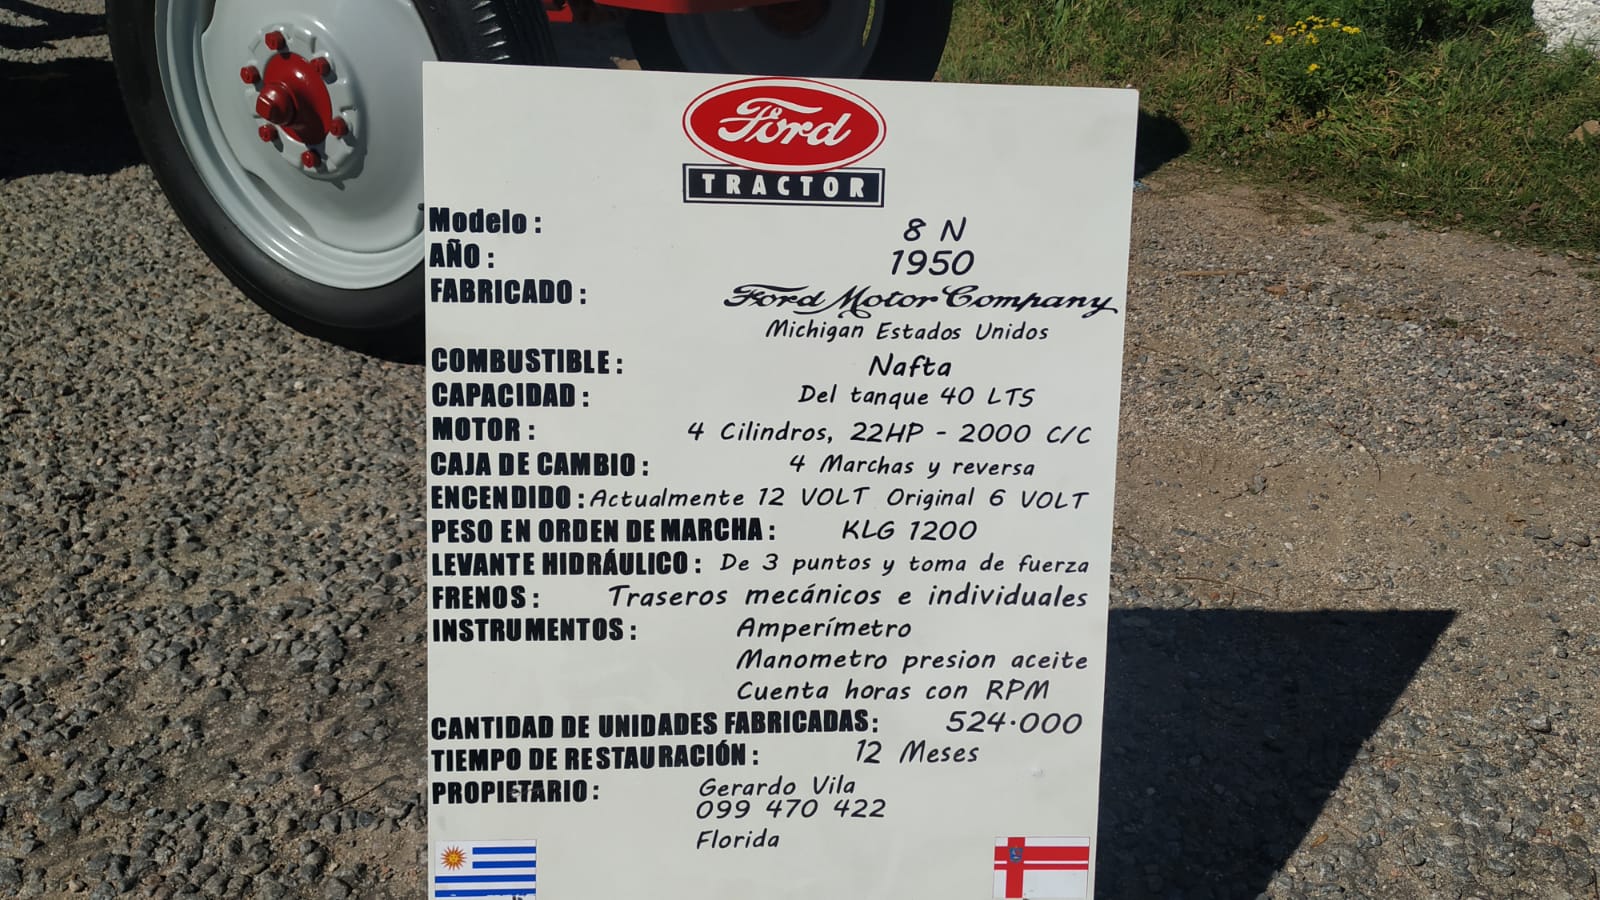 Ford
TRACTOR
Modelo: 8 N
AÑO: 1950
FABRICADO: Ford Motor Company
Michigan Estados Unidos
COMBUSTIBLE: Nafta
CAPACIDAD: Del tanque 40 LTS
MOTOR: 4 Cilindros, 22HP - 2000 C/C
CAJA DE CAMBIO: 4 Marchas y reversa
ENCENDIDO: Actualmente 12 VOLT Original 6 VOLT
PESO EN ORDEN DE MARCHA: KLG 1200
LEVANTE HIDRÁULICO: De 3 puntos y toma de fuerza
FRENOS: Traseros mecánicos e individuales
INSTRUMENTOS: Amperímetro
Manometro presion aceite
Cuenta horas con RPM
CANTIDAD DE UNIDADES FABRICADAS: 524.000
TIEMPO DE RESTAURACIÓN: 12 Meses
PROPIETARIO: Gerardo Vila
099 470 422
Florida